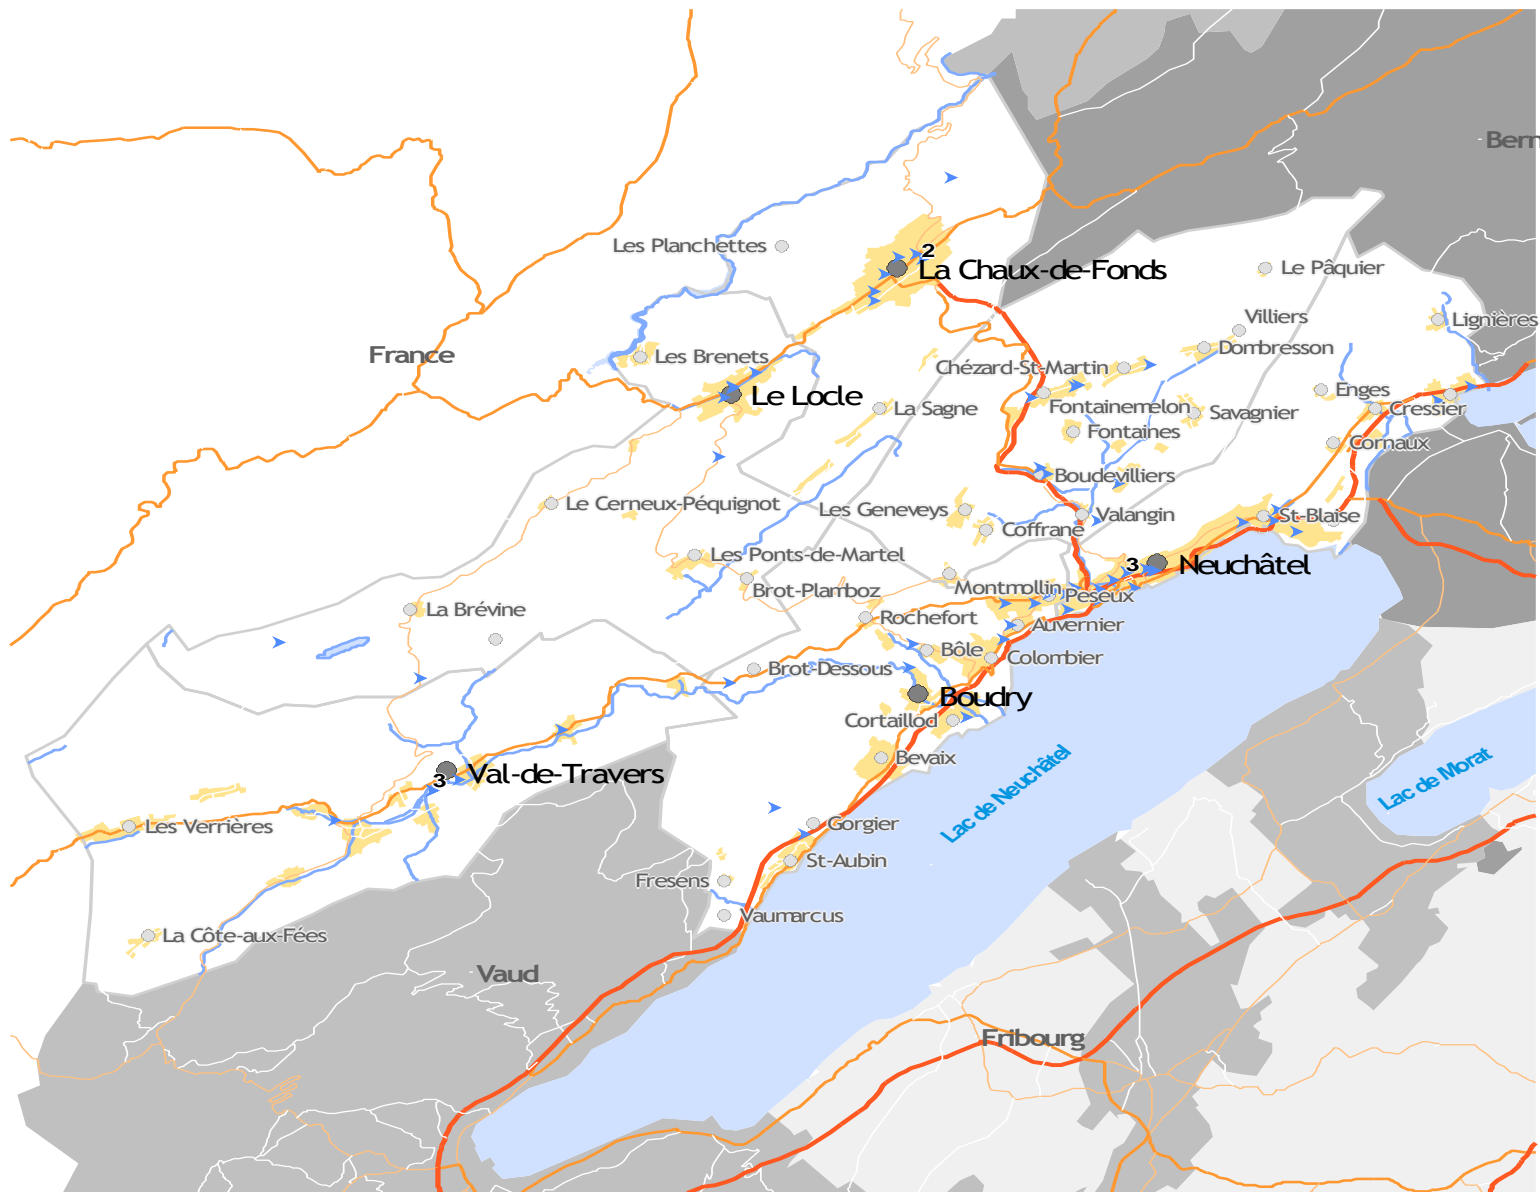 Bern
Les Planchettes
2
La Chaux-de-Fonds
Le Pâquier
Villiers
Lignières
Dombresson
France
Les Brenets
Chézard-St-Martin
Enges
Le Locle
La Sagne
Fontainemelon
Savagnier
Cressier
Fontaines
Cornaux
Boudevilliers
Le Cerneux-Péquignot
Les Geneveys
Valangin
St-Blaise
Coffrane
Les Ponts-de-Martel
3
Neuchâtel
Brot-Plamboz
Montmollin
Peseux
La Brévine
Rochefort
Auvernier
Bôle
Colombier
Brot-Dessous
Boudry
Cortaillod
Bevaix
Val-de-Travers
3
Lac de Neuchâtel
Lac de Morat
Les Verrières
Gorgier
St-Aubin
Fresens
Vaumarcus
La Côte-aux-Fées
Vaud
Fribourg